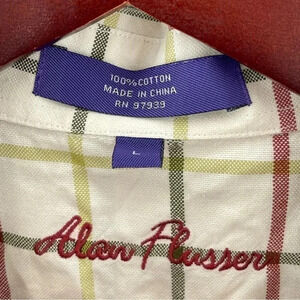 100% COTTON
MADE IN CHINA
RN 97939
L
Alan Flusser